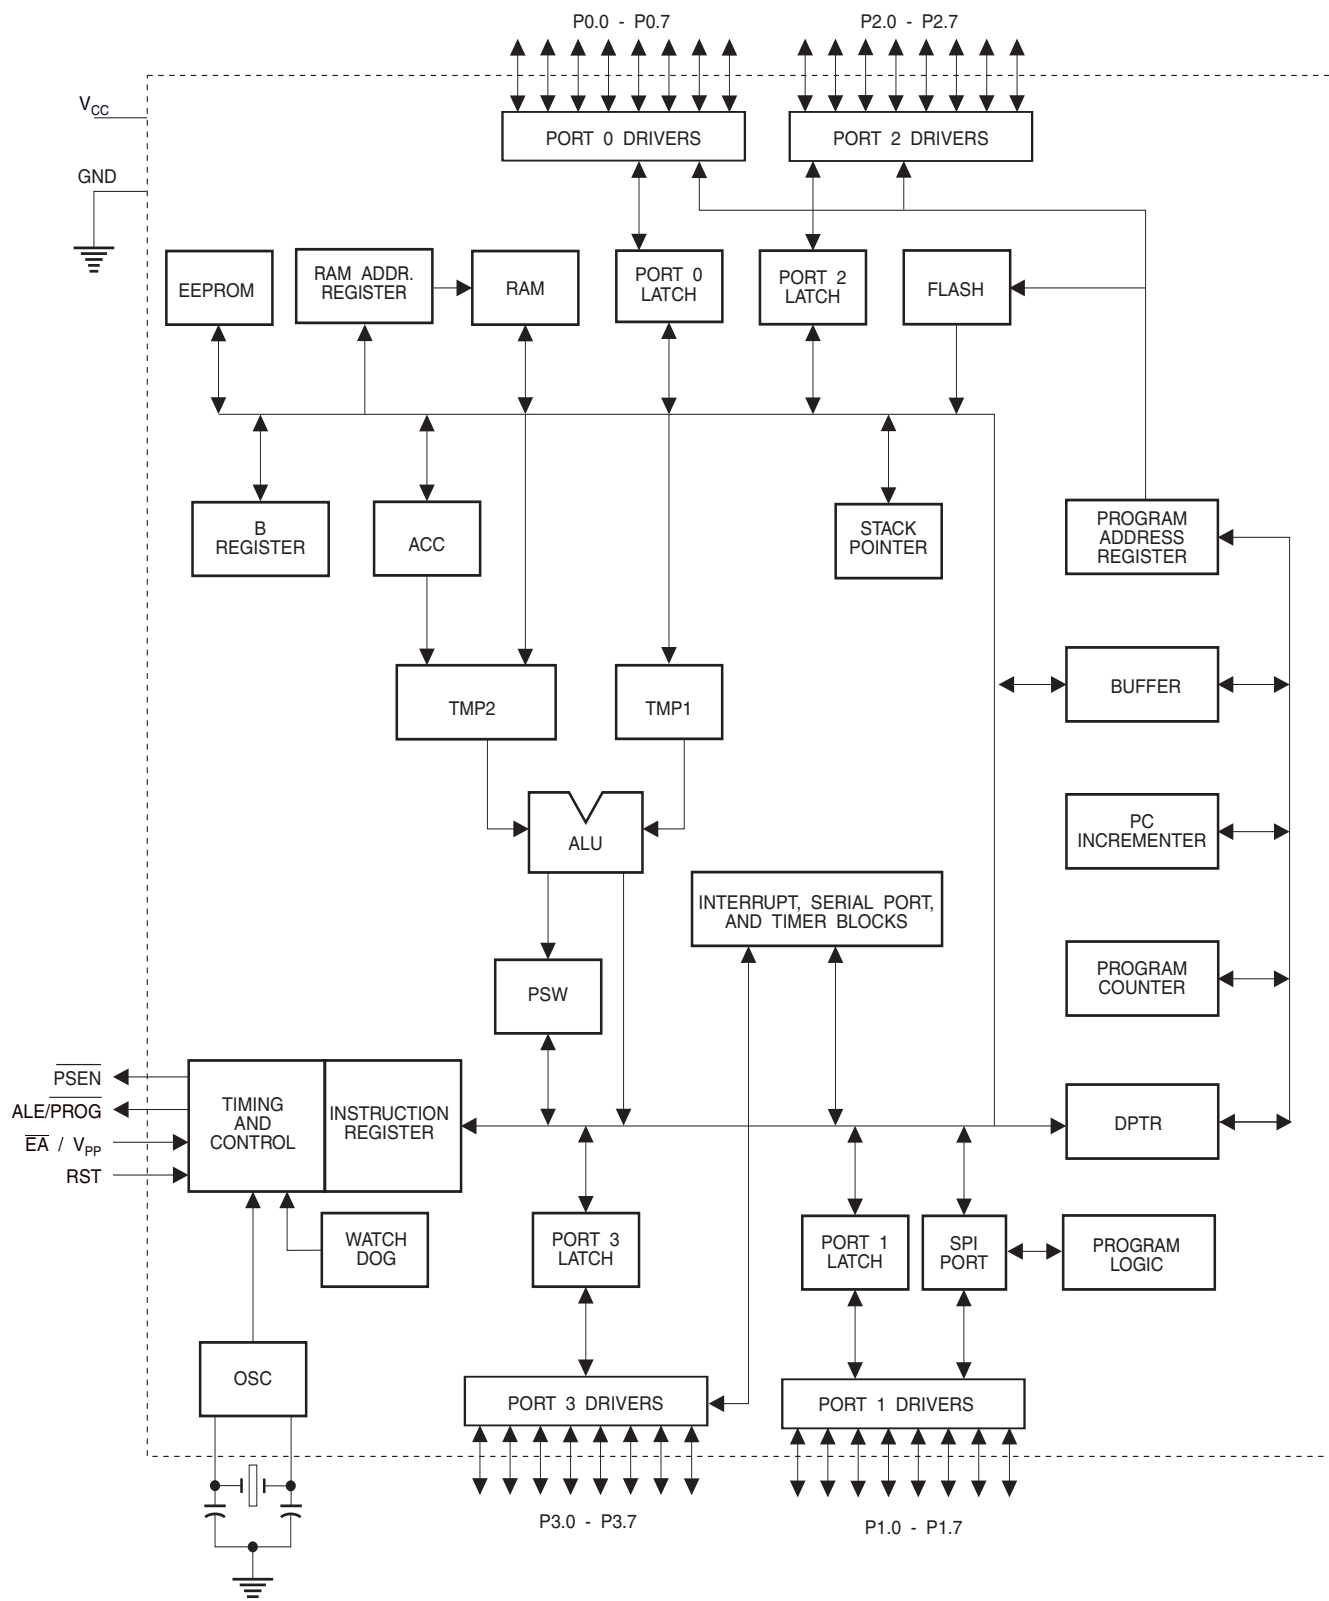 P0.0 - P0.7
P2.0 - P2.7
VCC
GND
PORT 0 DRIVERS
PORT 2 DRIVERS
EEPROM
RAM ADDR.
REGISTER
RAM
PORT 0
LATCH
PORT 2
LATCH
FLASH
B
REGISTER
ACC
STACK
POINTER
PROGRAM
ADDRESS
REGISTER
BUFFER
TMP2
TMP1
ALU
PC
INCREMENTER
INTERRUPT, SERIAL PORT,
AND TIMER BLOCKS
PROGRAM
COUNTER
PSW
PSEN
ALE/PROG
EA / VPP
RST
TIMING
AND
CONTROL
INSTRUCTION
REGISTER
DPTR
WATCH
DOG
PORT 3
LATCH
PORT 1
LATCH
SPI
PORT
PROGRAM
LOGIC
OSC
PORT 3 DRIVERS
PORT 1 DRIVERS
P3.0 - P3.7
P1.0 - P1.7